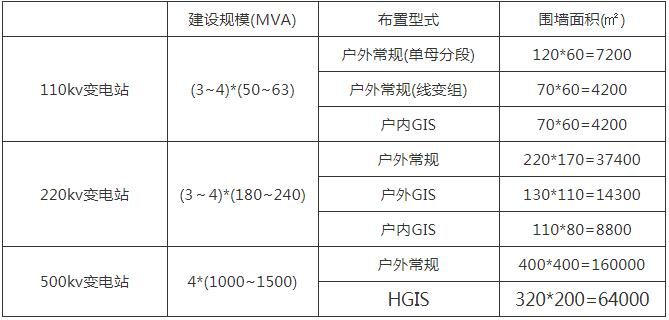 建设规模(MVA) 布置型式 围墙面积(㎡)
110kv变电站 (3~4)*(50~63) 户外常规(单母分段) 120*60=7200
户外常规(线变组) 70*60=4200
户内GIS 70*60=4200
220kv变电站 (3～4)*(180~240) 户外常规 220*170=37400
户外GIS 130*110=14300
户内GIS 110*80=8800
500kv变电站 4*(1000~1500) 户外常规 400*400=160000
HGIS 320*200=64000